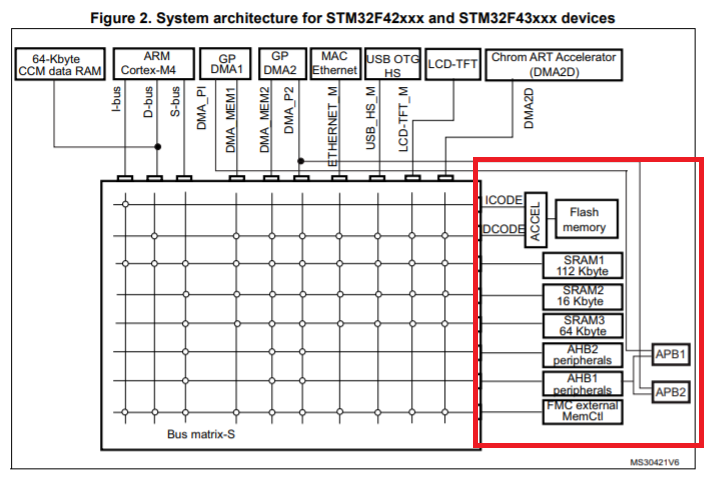 Figure 2. System architecture for STM32F42xxx and STM32F43xxx devices
64-Kbyte
CCM data RAM
ARM
Cortex-M4
GP
DMA1
GP
DMA2
MAC
Ethernet
USB OTG
HS
LCD-TFT
Chrom ART Accelerator
(DMA2D)
I-bus
D-bus
S-bus
DMA_PI
DMA_MEM1
DMA_MEM2
DMA_P2
ETHERNET_M
USB_HS_M
LCD-TFT_M
DMA2D
ICODE
DCODE
ACCEL
Flash
memory
SRAM1
112 Kbyte
SRAM2
16 Kbyte
SRAM3
64 Kbyte
AHB2
peripherals
AHB1
peripherals
FMC external
MemCtl
APB1
APB2
Bus matrix-S
MS30421V6